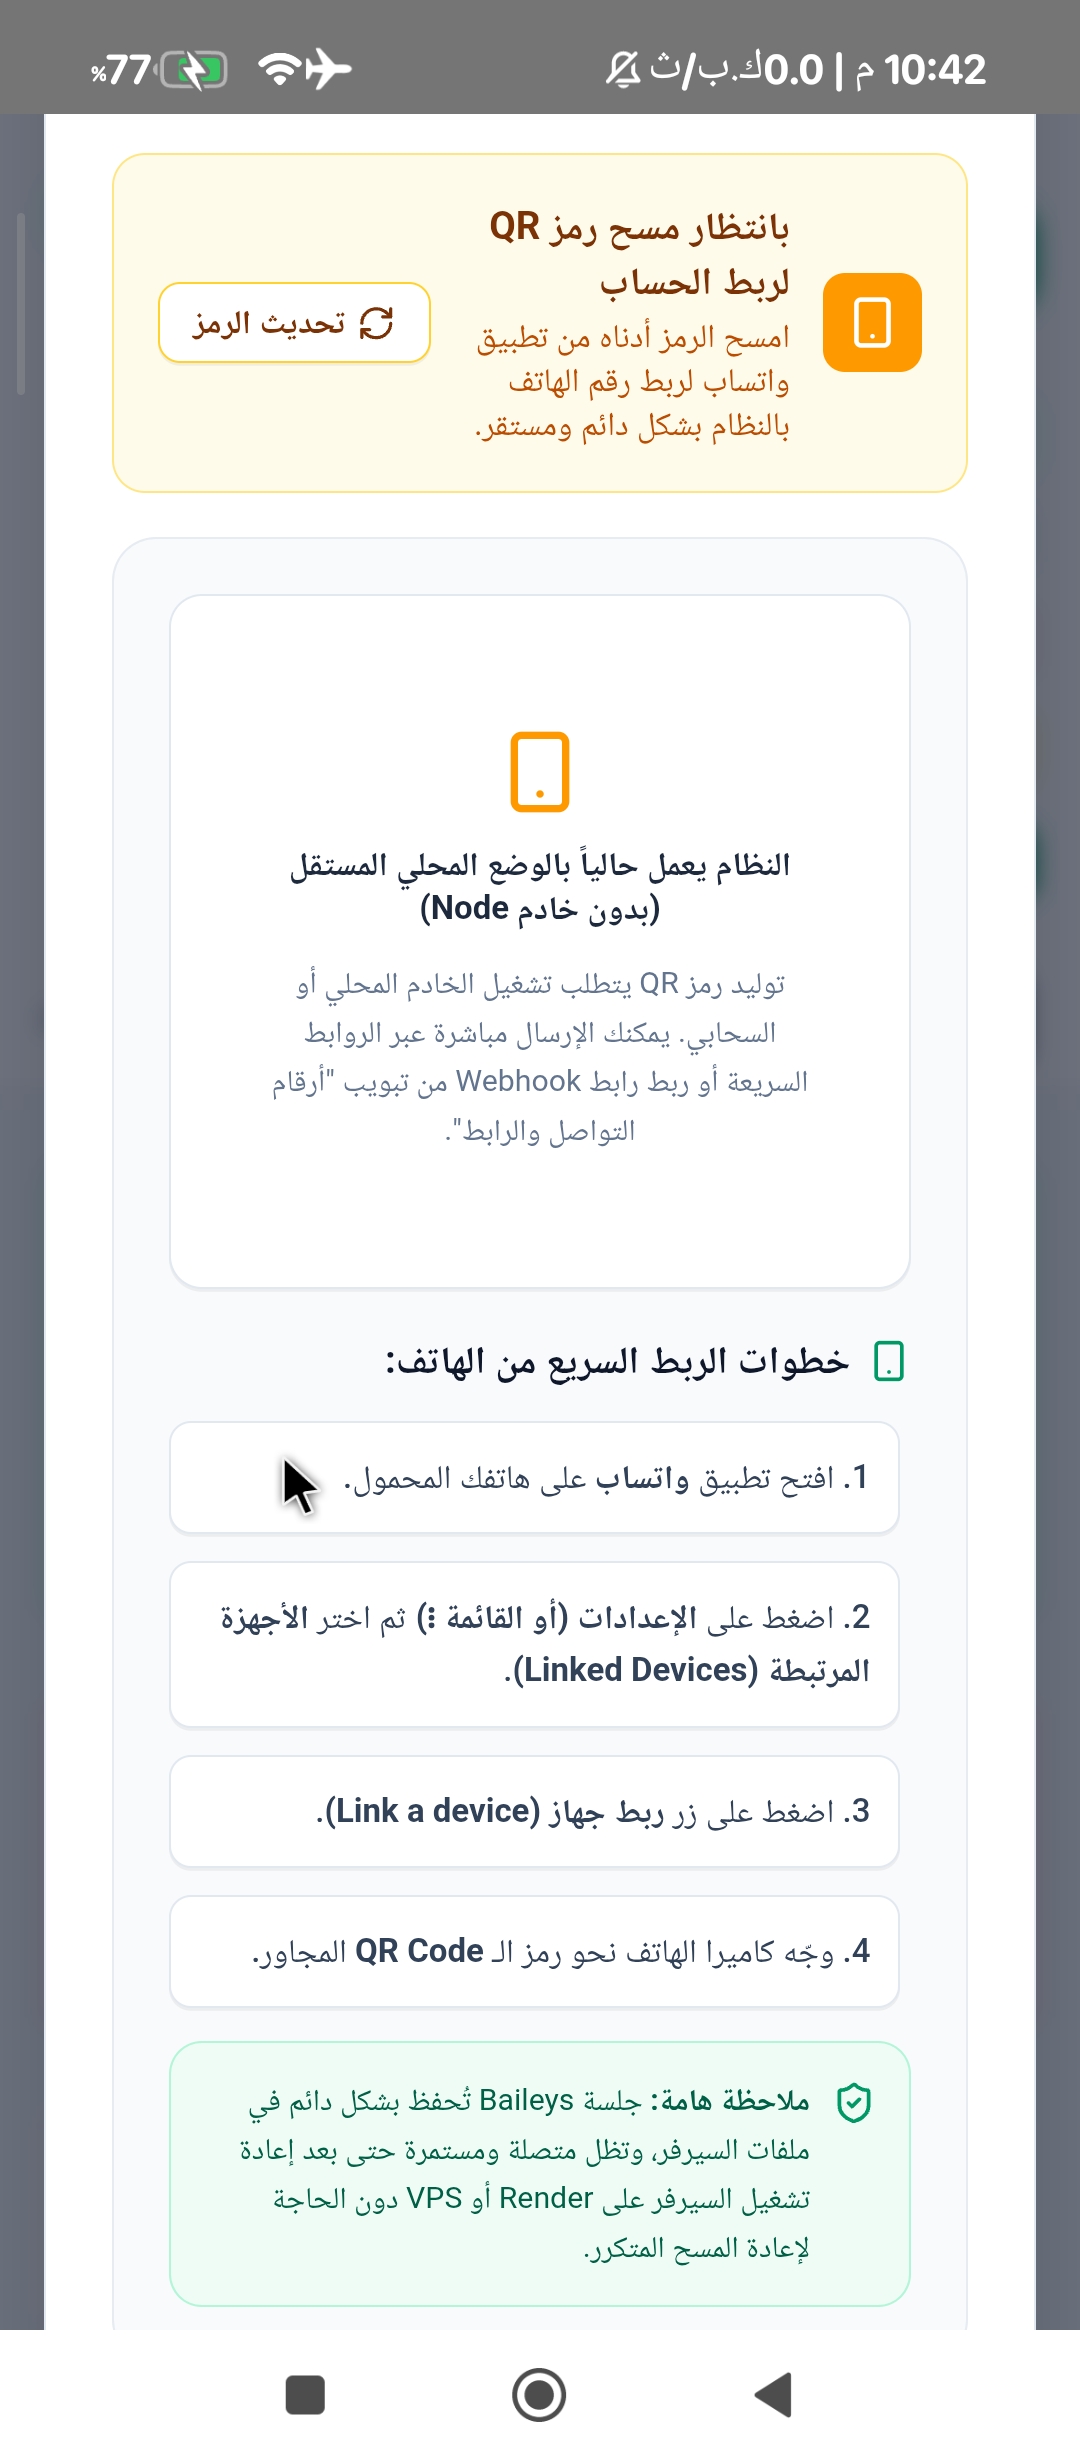 10:42 م | 0.0ك.ب/ث
77%
بانتظار مسح رمز QR
لربط الحساب
امسح الرمز أدناه من تطبيق
واتساب لربط رقم الهاتف
بالنظام بشكل دائم ومستقر.
تحديث الرمز
النظام يعمل حالياً بالوضع المحلي المستقل
(بدون خادم Node)
توليد رمز QR يتطلب تشغيل الخادم المحلي أو
السحابي. يمكنك الإرسال مباشرة عبر الروابط
السريعة أو ربط رابط Webhook من تبويب "أرقام
التواصل والرابط".
خطوات الربط السريع من الهاتف:
1. افتح تطبيق واتساب على هاتفك المحمول.
2. اضغط على الإعدادات (أو القائمة ⋮) ثم اختر الأجهزة
المرتبطة (Linked Devices).
3. اضغط على زر ربط جهاز (Link a device).
4. وجّه كاميرا الهاتف نحو رمز الـ QR Code المجاور.
ملاحظة هامة: جلسة Baileys تُحفظ بشكل دائم في
ملفات السيرفر، وتظل متصلة ومستمرة حتى بعد إعادة
تشغيل السيرفر على Render أو VPS دون الحاجة
لإعادة المسح المتكرر.